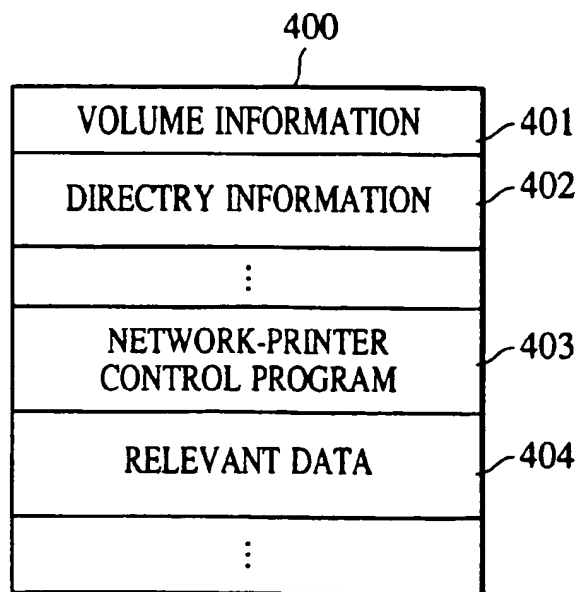 400
VOLUME INFORMATION
401
DIRECTRY INFORMATION
402
⋮
NETWORK-PRINTER
CONTROL PROGRAM
403
RELEVANT DATA
404
⋮